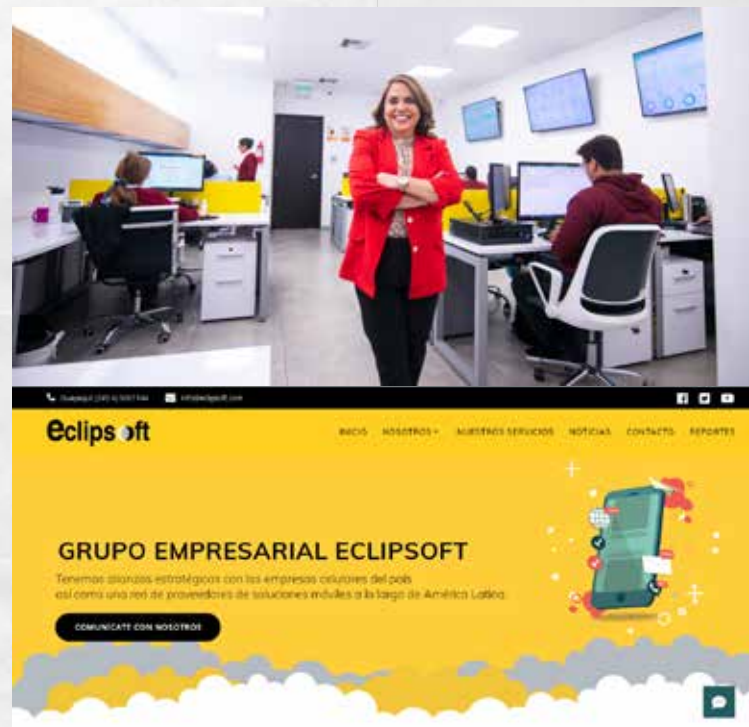 eclipsoft
INICIO NOSOTROS NUESTROS SERVICIOS NOTICIAS CONTACTO REPORTES
GRUPO EMPRESARIAL ECLIPSOFT
Tenemos alianzas estratégicas con las empresas celulares del país
así como una red de proveedores de soluciones móviles a lo largo de América Latina.
COMUNÍCATE CON NOSOTROS